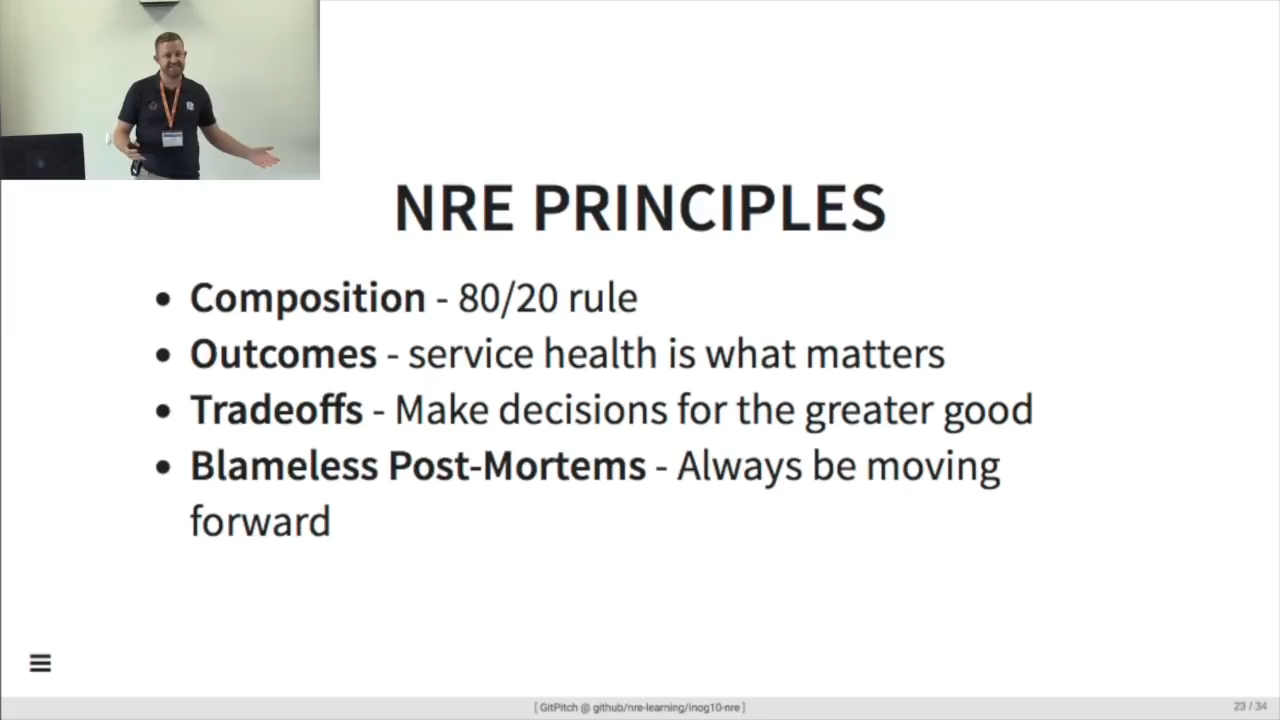 NRE PRINCIPLES
• Composition - 80/20 rule
• Outcomes - service health is what matters
• Tradeoffs - Make decisions for the greater good
• Blameless Post-Mortems - Always be moving
forward
[ GitPitch @ github/nre-learning/inog10-nre ]
23 / 34